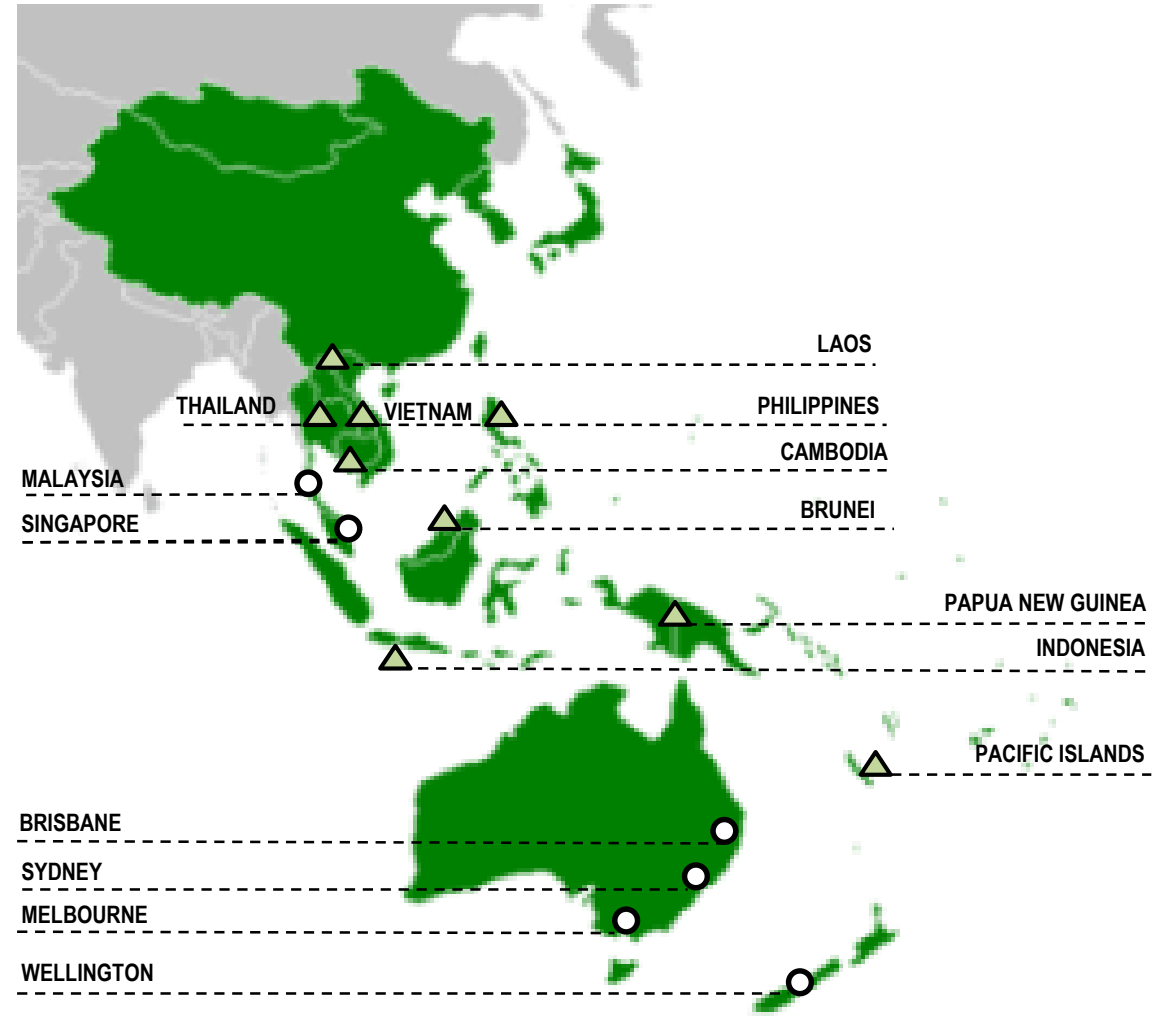 LAOS
THAILAND
VIETNAM
PHILIPPINES
CAMBODIA
MALAYSIA
BRUNEI
SINGAPORE
PAPUA NEW GUINEA
INDONESIA
PACIFIC ISLANDS
BRISBANE
SYDNEY
MELBOURNE
WELLINGTON